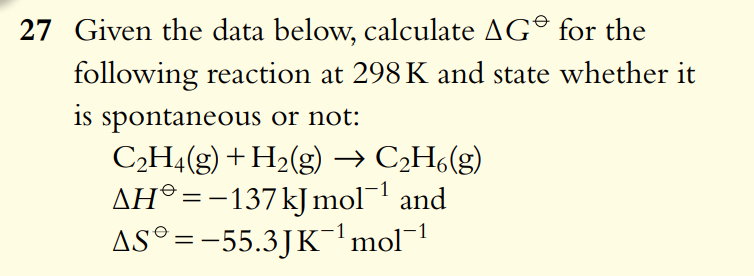 27 Given the data below, calculate ΔG⊖ for the
following reaction at 298 K and state whether it
is spontaneous or not:
C₂H₄(g) + H₂(g) → C₂H₆(g)
ΔH⊖ = −137 kJ mol⁻¹ and
ΔS⊖ = −55.3 J K⁻¹ mol⁻¹